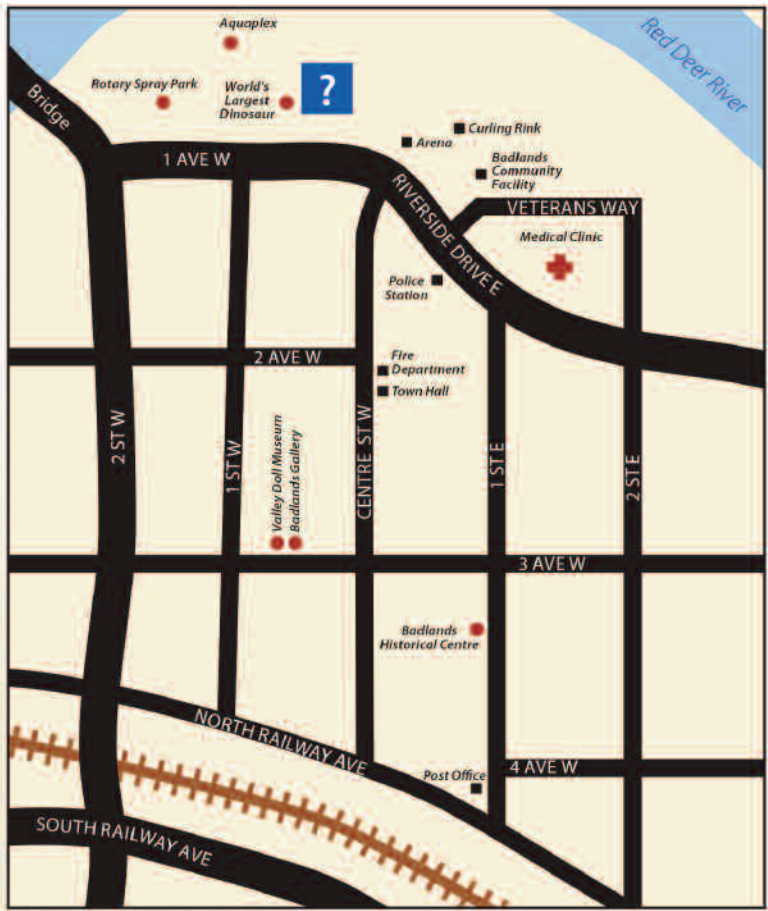 Aquaplex
Red Deer River
Rotary Spray Park
World's
Largest
Dinosaur
?
Bridge
Curling Rink
Arena
Badlands
Community
Facility
1 AVE W
RIVERSIDE DRIVE E
VETERANS WAY
Medical Clinic
Police
Station
2 AVE W
Fire
Department
Town Hall
2 ST W
1 ST W
Valley Doll Museum
Badlands Gallery
CENTRE ST W
1 ST E
2 ST E
3 AVE W
Badlands
Historical Centre
NORTH RAILWAY AVE
Post Office
4 AVE W
SOUTH RAILWAY AVE